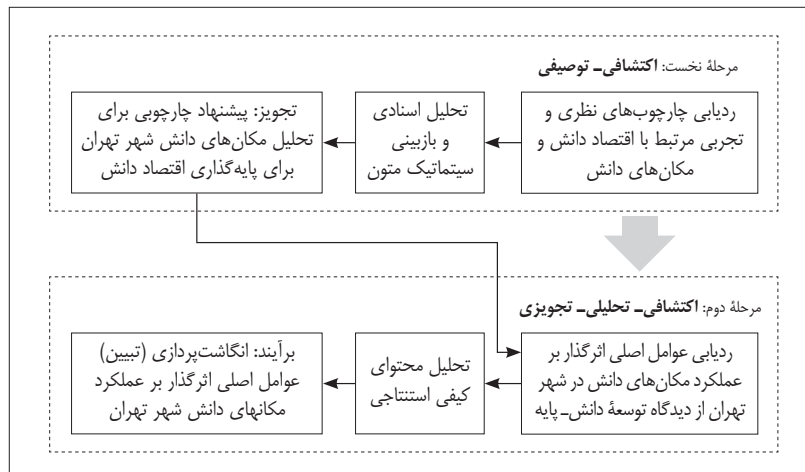 مرحلهٔ نخست: اکتشافی‌ـ توصیفی
ردیابی چارچوب‌های نظری و
تجربی مرتبط با اقتصاد دانش و
مکان‌های دانش
تحلیل اسنادی
و بازبینی
سیتماتیک متون
تجویز: پیشنهاد چارچوبی برای
تحلیل مکان‌های دانش شهر تهران
برای پایه‌گذاری اقتصاد دانش
مرحلهٔ دوم: اکتشافی‌ـ تحلیلی‌ـ تجویزی
ردیابی عوامل اصلی اثرگذار بر
عملکرد مکان‌های دانش در شهر
تهران از دیدگاه توسعهٔ دانش‌ـ پایه
تحلیل محتوای
کیفی استنتاجی
برآیند: انگاشت‌پردازی (تبیین)
عوامل اصلی اثرگذار بر عملکرد
مکانهای دانش شهر تهران